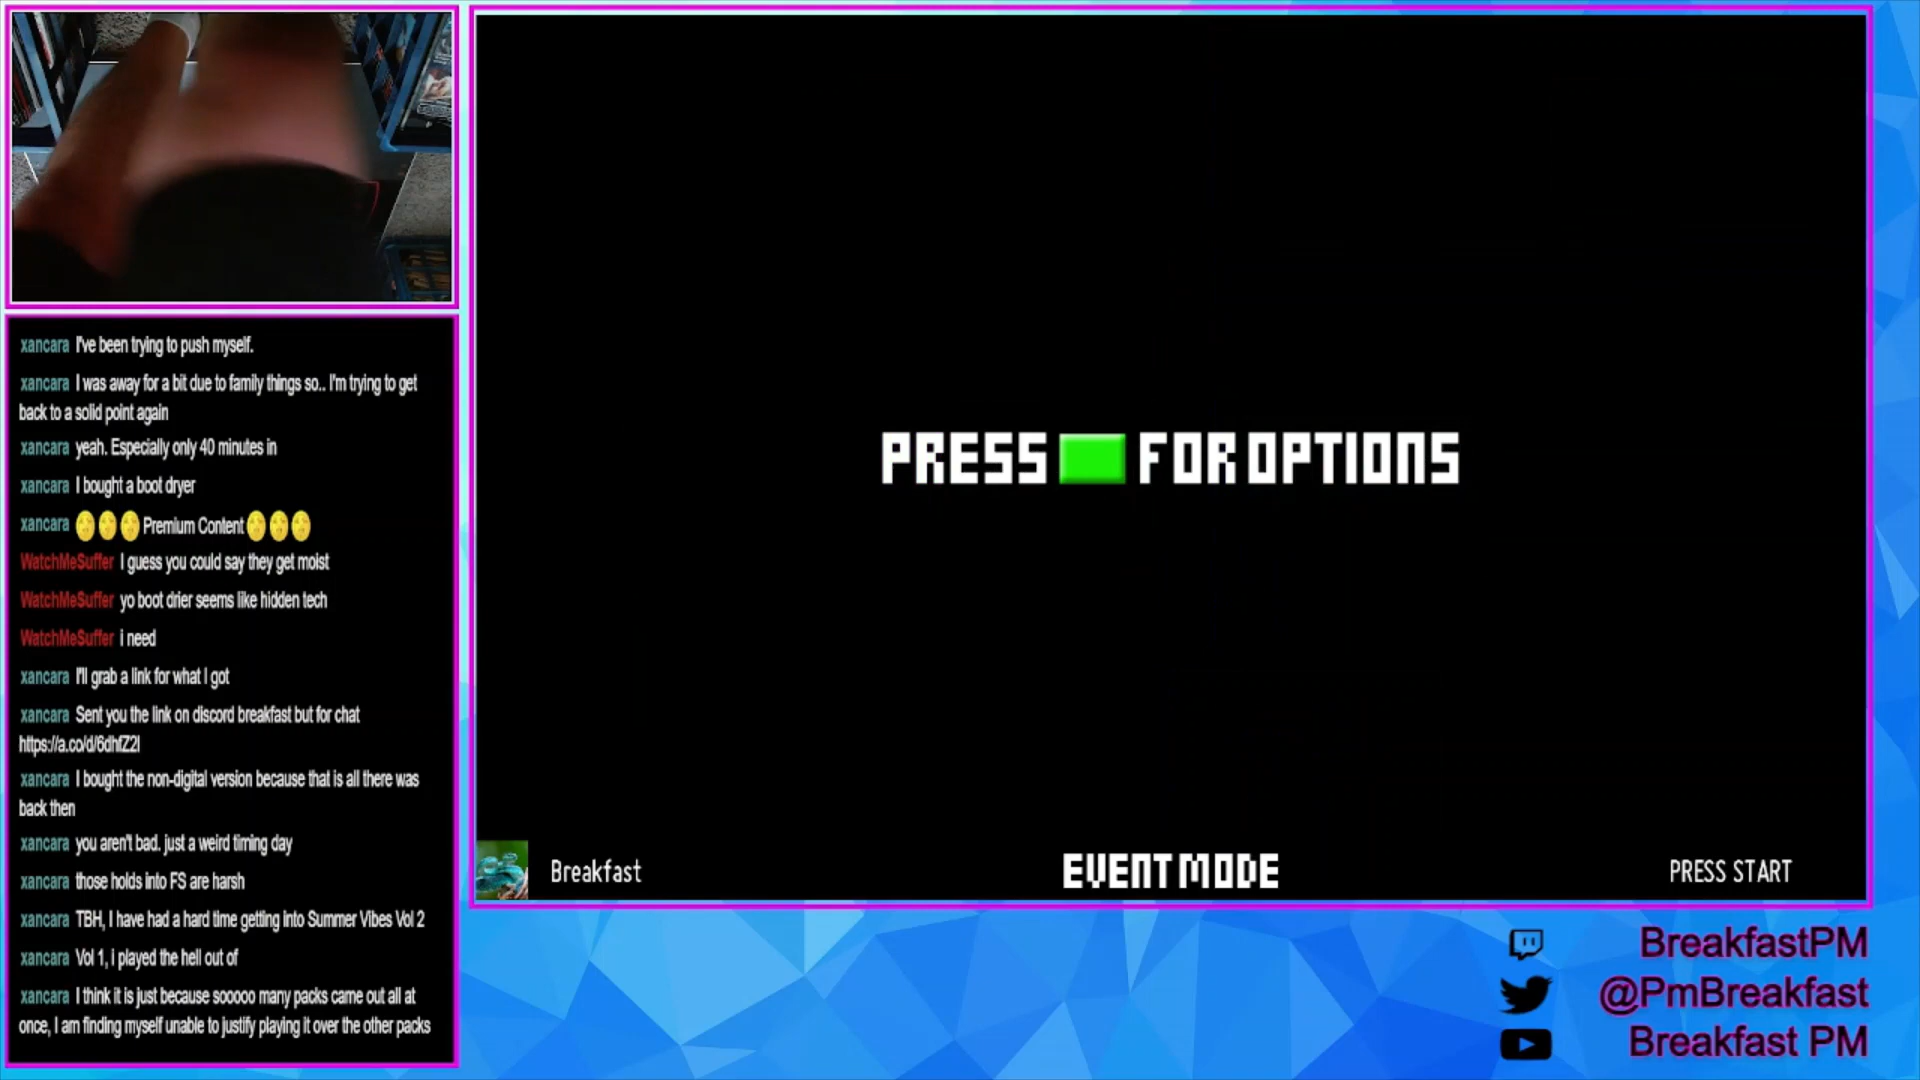 xancara I've been trying to push myself.
xancara I was away for a bit due to family things so.. I'm trying to get
back to a solid point again
xancara yeah. Especially only 40 minutes in
xancara I bought a boot dryer
xancara Premium Content
WatchMeSuffer I guess you could say they get moist
WatchMeSuffer yo boot drier seems like hidden tech
WatchMeSuffer i need
xancara I'll grab a link for what I got
xancara Sent you the link on discord breakfast but for chat
https://a.co/d/6dhfZ2l
xancara I bought the non-digital version because that is all there was
back then
xancara you aren't bad. just a weird timing day
xancara those holds into FS are harsh
xancara TBH, I have had a hard time getting into Summer Vibes Vol 2
xancara Vol 1, i played the hell out of
xancara I think it is just because sooooo many packs came out all at
once, I am finding myself unable to justify playing it over the other packs
PRESS FOR OPTIONS
Breakfast
EVENT MODE
PRESS START
BreakfastPM
@PmBreakfast
Breakfast PM